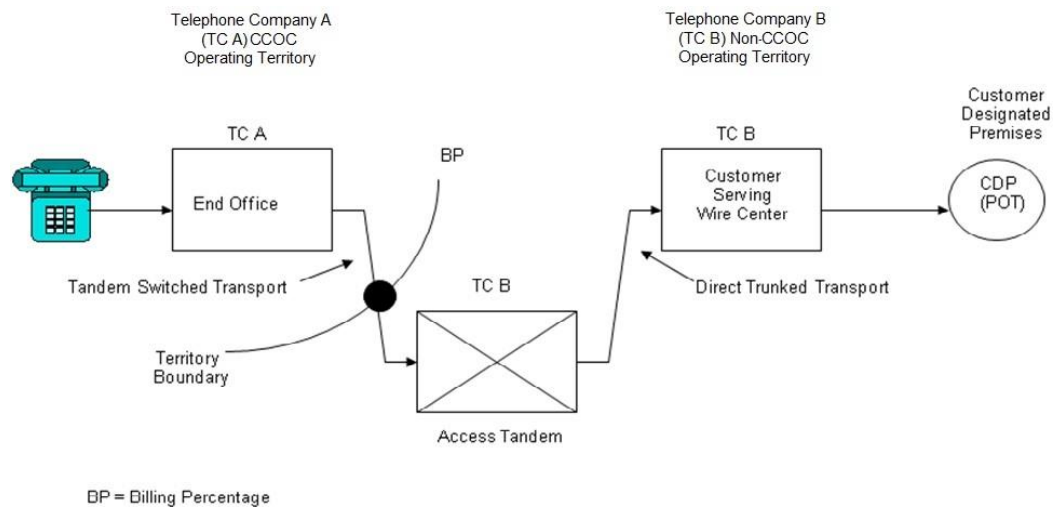 Telephone Company A
(TC A) CCOC
Operating Territory
Telephone Company B
(TC B) Non-CCOC
Operating Territory
Customer
Designated
Premises
TC A
BP
TC B
End Office
Customer
Serving
Wire Center
CDP
(POT)
Tandem Switched Transport
TC B
Direct Trunked Transport
Territory
Boundary
Access Tandem
BP = Billing Percentage